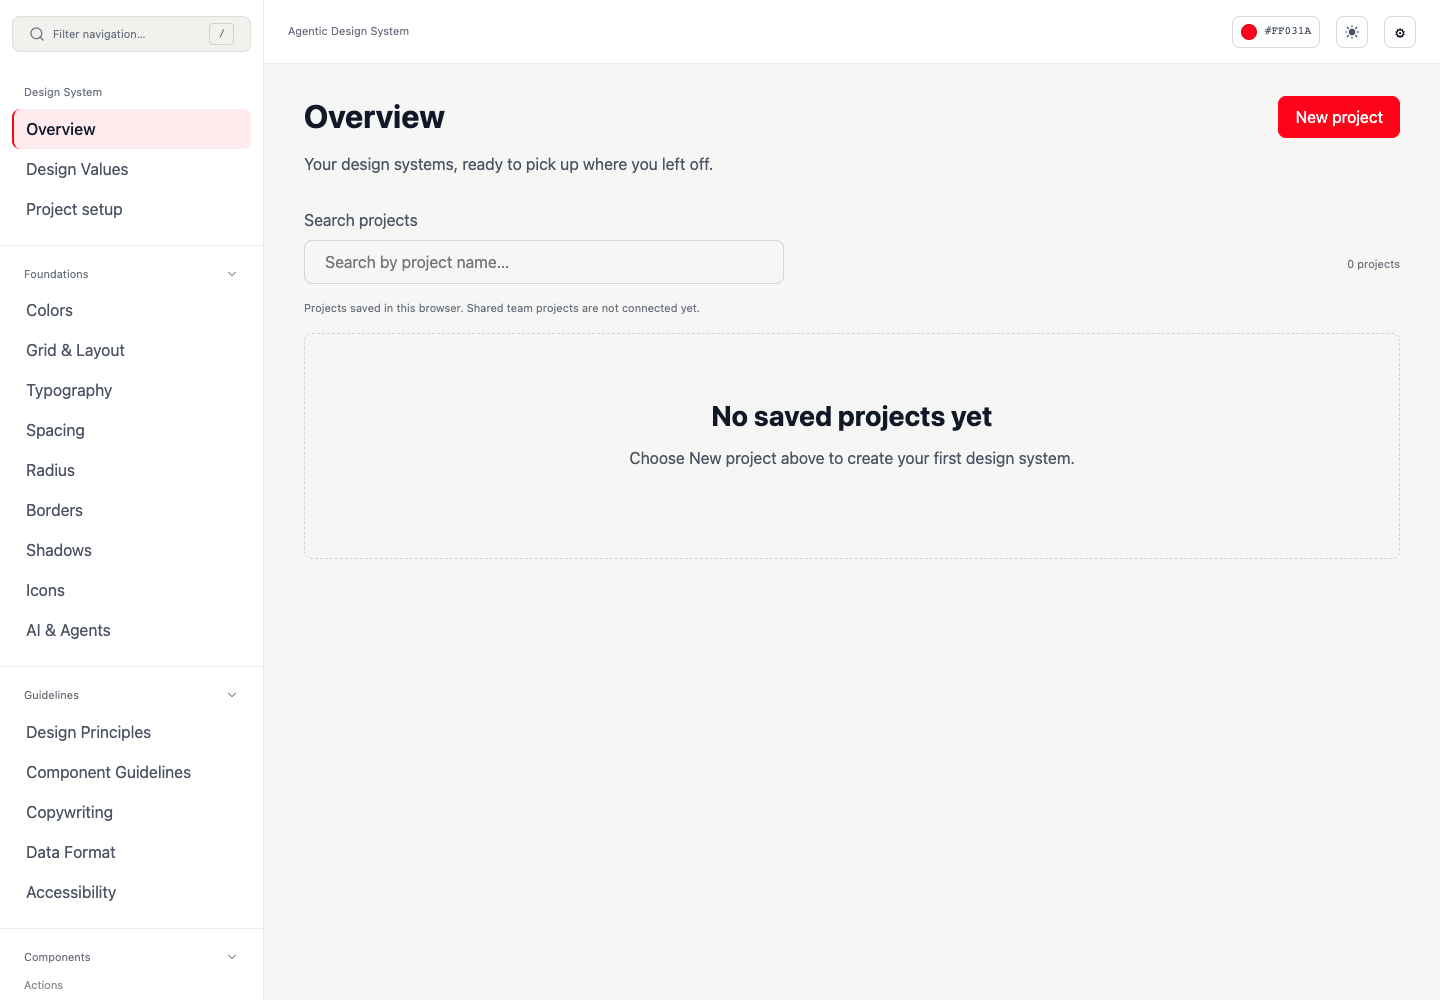 Filter navigation...
/
Design System
Overview
Design Values
Project setup
Foundations
Colors
Grid & Layout
Typography
Spacing
Radius
Borders
Shadows
Icons
AI & Agents
Guidelines
Design Principles
Component Guidelines
Copywriting
Data Format
Accessibility
Components
Actions
Agentic Design System
#FF031A
Overview
New project
Your design systems, ready to pick up where you left off.
Search projects
Search by project name...
0 projects
Projects saved in this browser. Shared team projects are not connected yet.
No saved projects yet
Choose New project above to create your first design system.